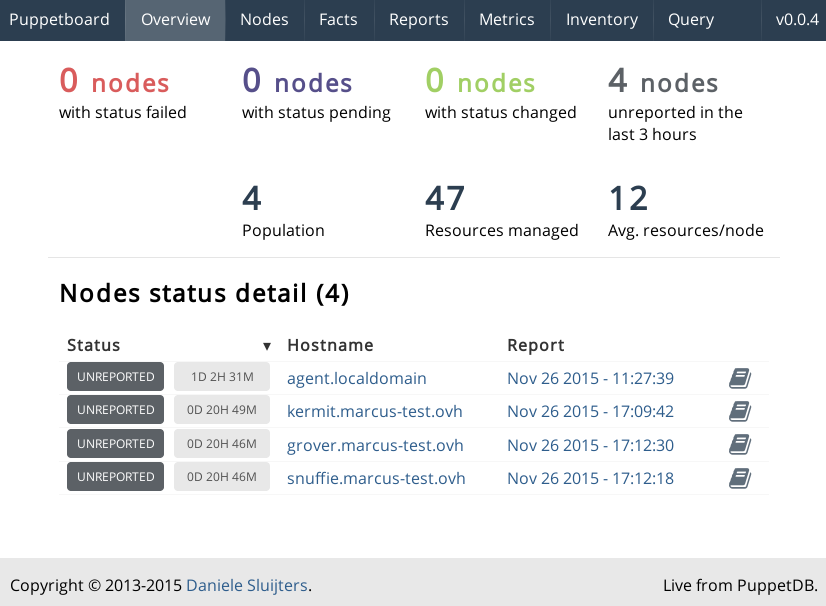 Puppetboard Overview Nodes Facts Reports Metrics Inventory Query v0.0.4
0 nodes
with status failed
0 nodes
with status pending
0 nodes
with status changed
4 nodes
unreported in the
last 3 hours
4
Population
47
Resources managed
12
Avg. resources/node
Nodes status detail (4)
Status ▼ Hostname Report
UNREPORTED 1D 2H 31M agent.localdomain Nov 26 2015 - 11:27:39
UNREPORTED 0D 20H 49M kermit.marcus-test.ovh Nov 26 2015 - 17:09:42
UNREPORTED 0D 20H 46M grover.marcus-test.ovh Nov 26 2015 - 17:12:30
UNREPORTED 0D 20H 46M snuffie.marcus-test.ovh Nov 26 2015 - 17:12:18
Copyright © 2013-2015 Daniele Sluijters. Live from PuppetDB.